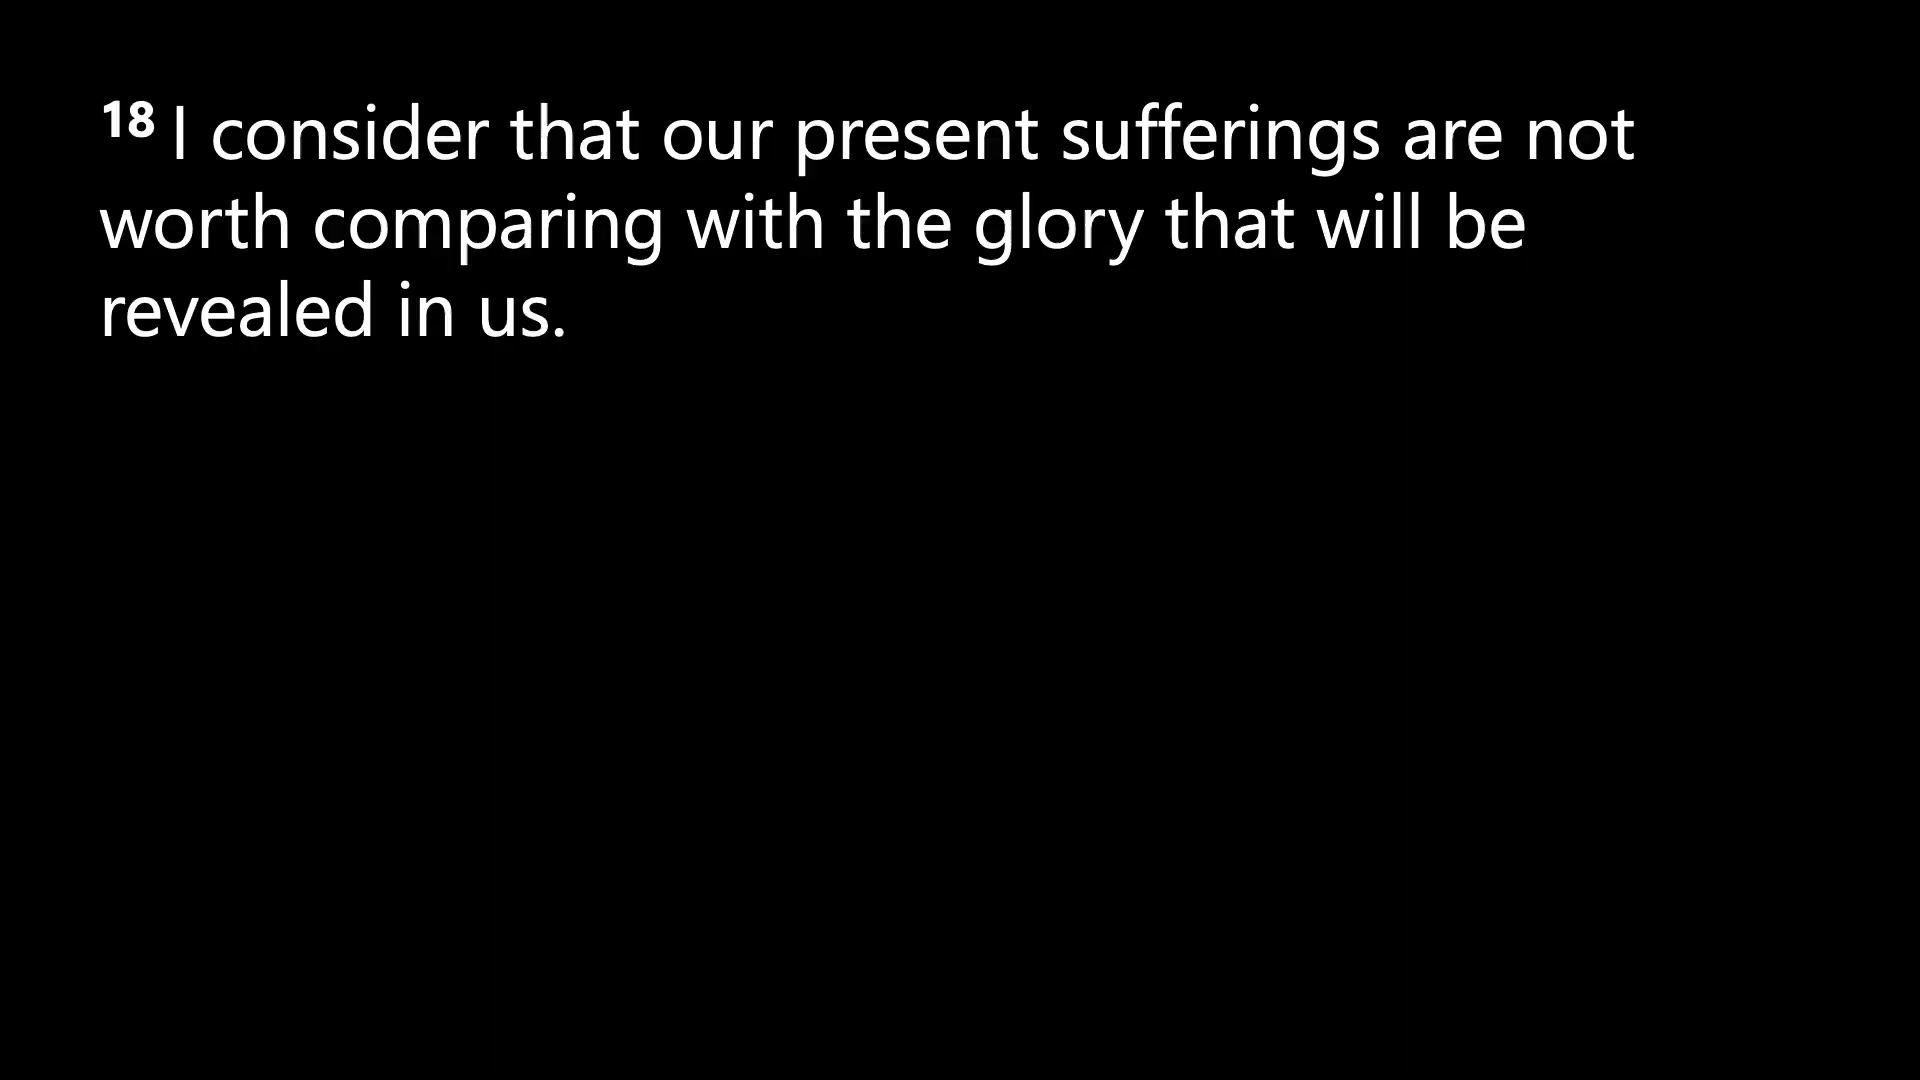 18 I consider that our present sufferings are not
worth comparing with the glory that will be
revealed in us.